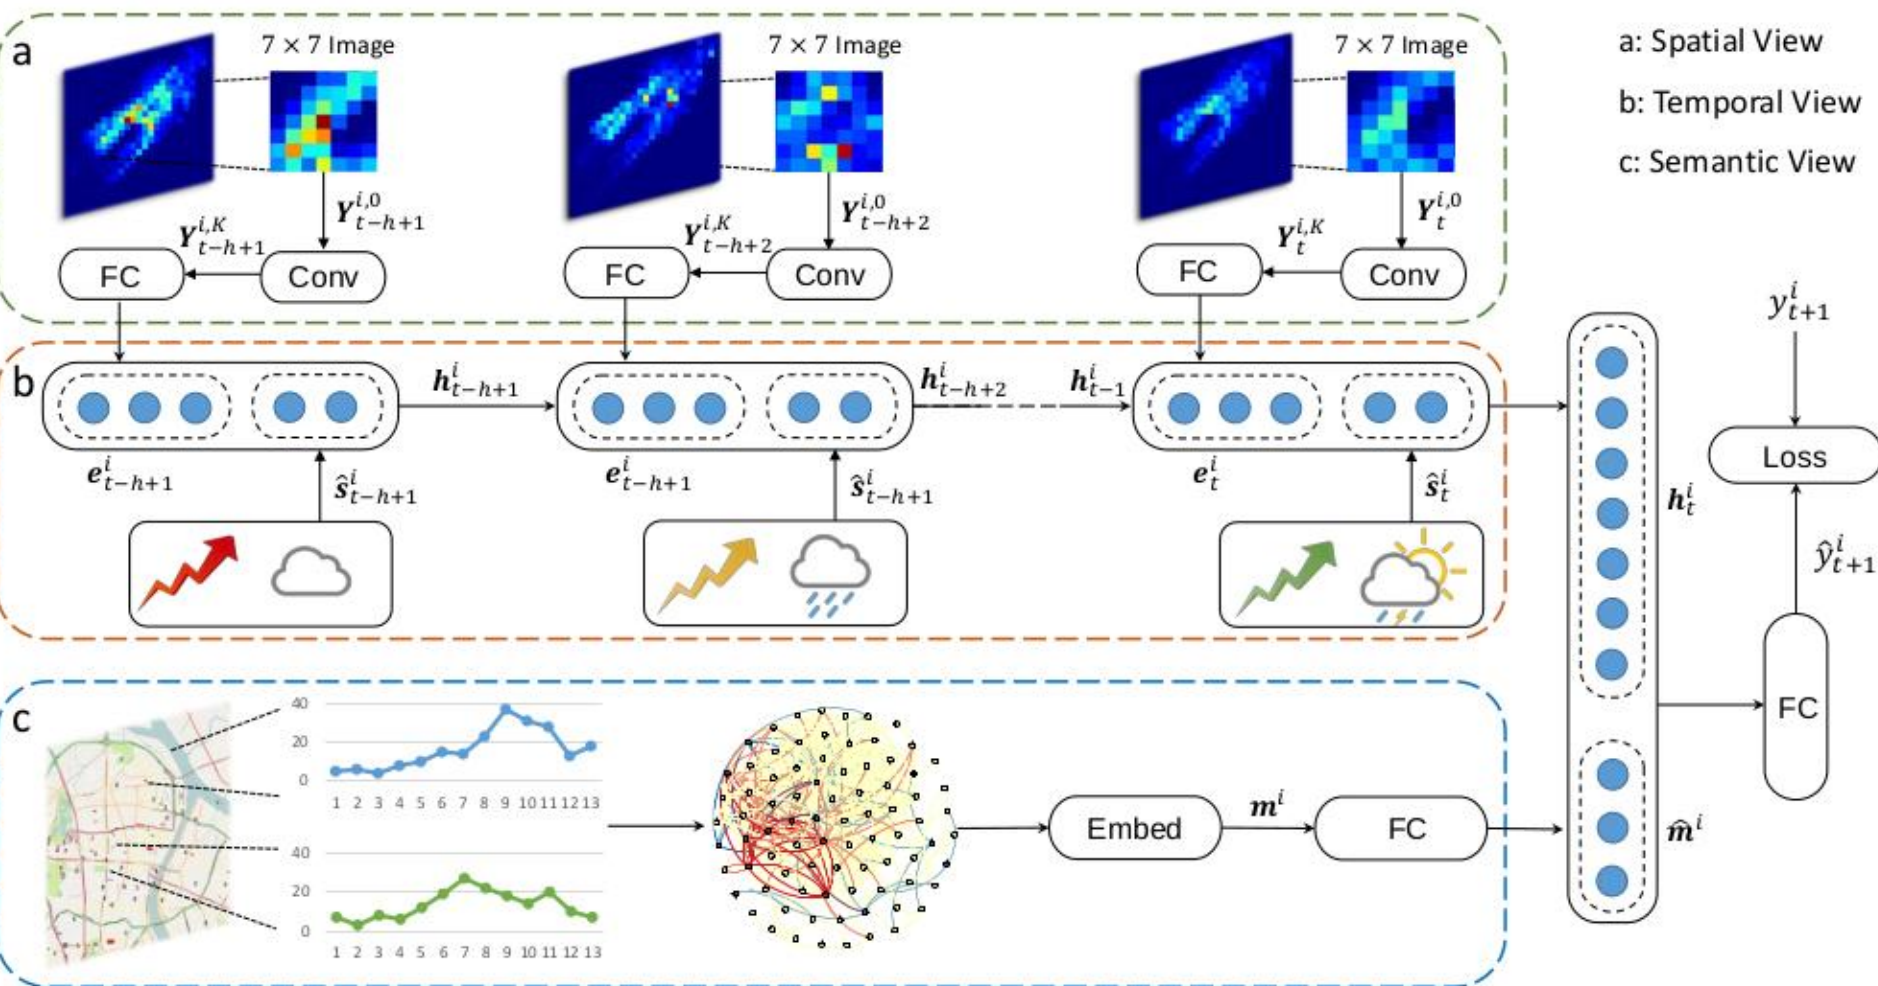 a
7 × 7 Image
7 × 7 Image
7 × 7 Image
a: Spatial View
b: Temporal View
c: Semantic View
Y^{i,0}_{t−h+1}
Y^{i,K}_{t−h+1}
FC
Conv
Y^{i,0}_{t−h+2}
Y^{i,K}_{t−h+2}
FC
Conv
Y^{i,0}_{t}
Y^{i,K}_{t}
FC
Conv
b
h^{i}_{t−h+1}
h^{i}_{t−h+2}
h^{i}_{t−1}
e^{i}_{t−h+1}
ŝ^{i}_{t−h+1}
e^{i}_{t−h+1}
ŝ^{i}_{t−h+1}
e^{i}_{t}
ŝ^{i}_{t}
y^{i}_{t+1}
Loss
h^{i}_{t}
ŷ^{i}_{t+1}
FC
m̂^{i}
c
40
20
0
1 2 3 4 5 6 7 8 9 10 11 12 13
40
20
0
1 2 3 4 5 6 7 8 9 10 11 12 13
Embed
m^{i}
FC